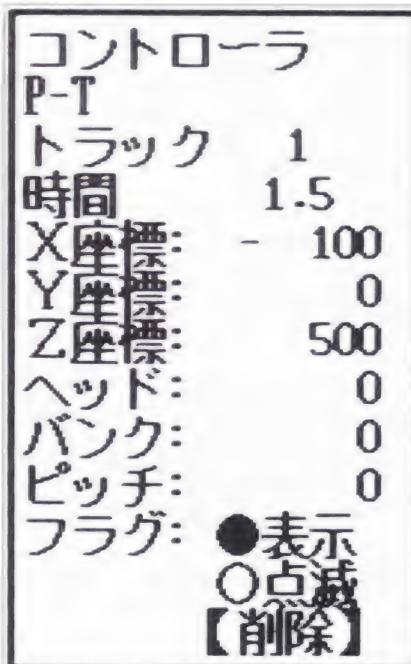 コントローラ
P-T
トラック 1
時間 1.5
X座標: - 100
Y座標: 0
Z座標: 500
ヘッド: 0
バンク: 0
ピッチ: 0
フラグ: ●表示
○点滅
【削除】